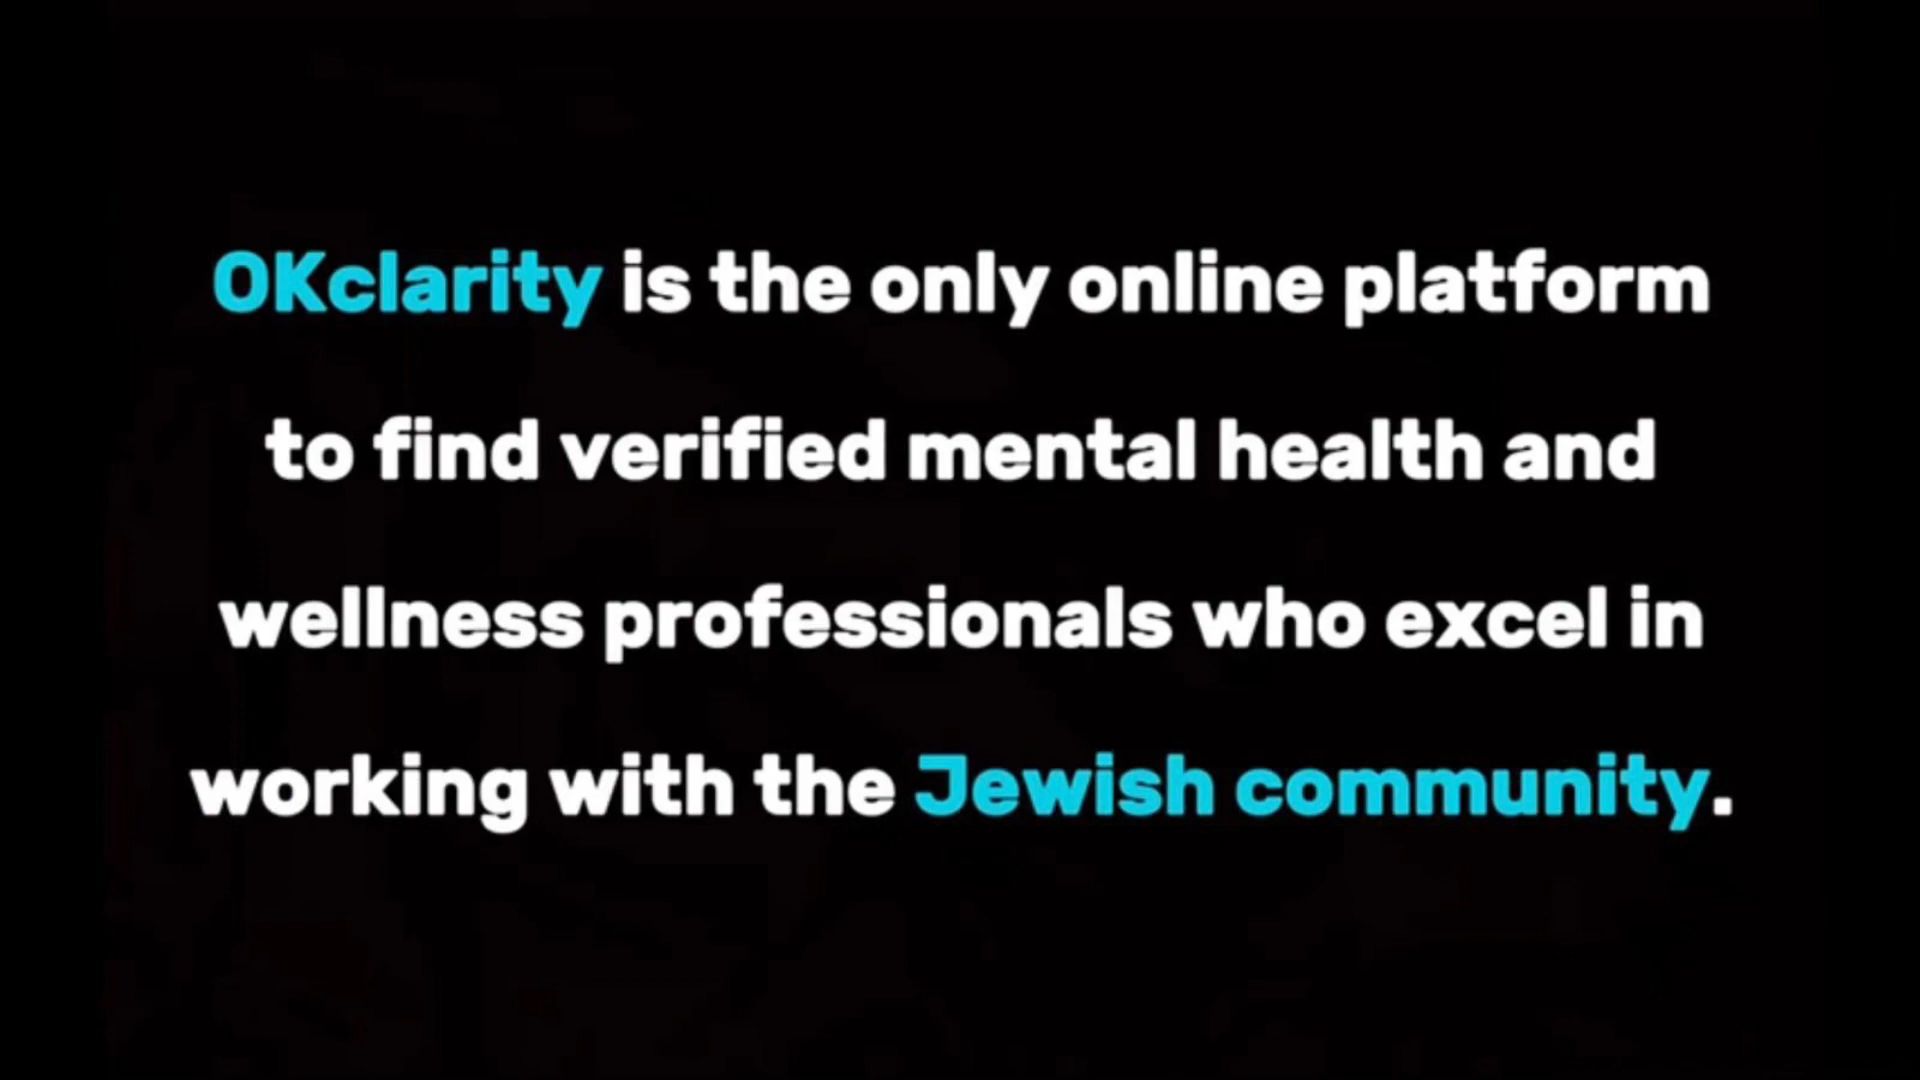 OKclarity is the only online platform
to find verified mental health and
wellness professionals who excel in
working with the Jewish community.